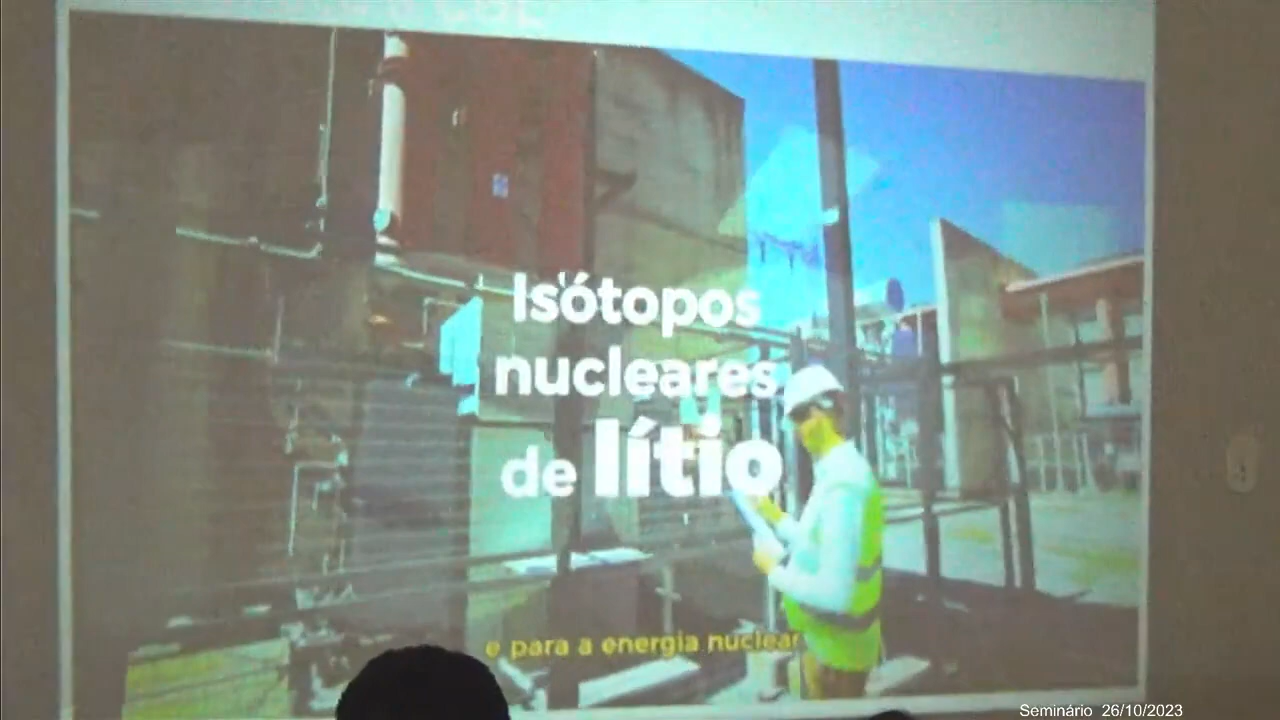 Isótopos
nucleares
de lítio
e para a energia nuclear
Seminário 26/10/2023